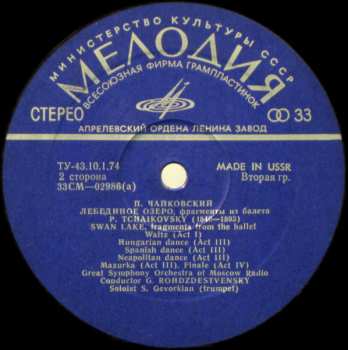 МИНИСТЕРСТВО КУЛЬТУРЫ СССР
МЕЛОДИЯ
ВСЕСОЮЗНАЯ ФИРМА ГРАМПЛАСТИНОК
СТЕРЕО 33
АПРЕЛЕВСКИЙ ОРДЕНА ЛЕНИНА ЗАВОД
ТУ-43.10.1.74 MADE IN USSR
2 сторона Вторая гр.
33СМ—02986(а)
П. ЧАЙКОВСКИЙ
ЛЕБЕДИНОЕ ОЗЕРО, фрагменты из балета
P. TCHAIKOVSKY (1840—1893)
SWAN LAKE, fragments from the ballet
Waltz (Act I)
Hungarian dance (Act III)
Spanish dance (Act III)
Neapolitan dance (Act III)
Mazurka (Act III), Finale (Act IV)
Great Symphony Orchestra of Moscow Radio
Conductor G. ROHDZDESTVENSKY
Soloist S. Gevorkian (trumpet)